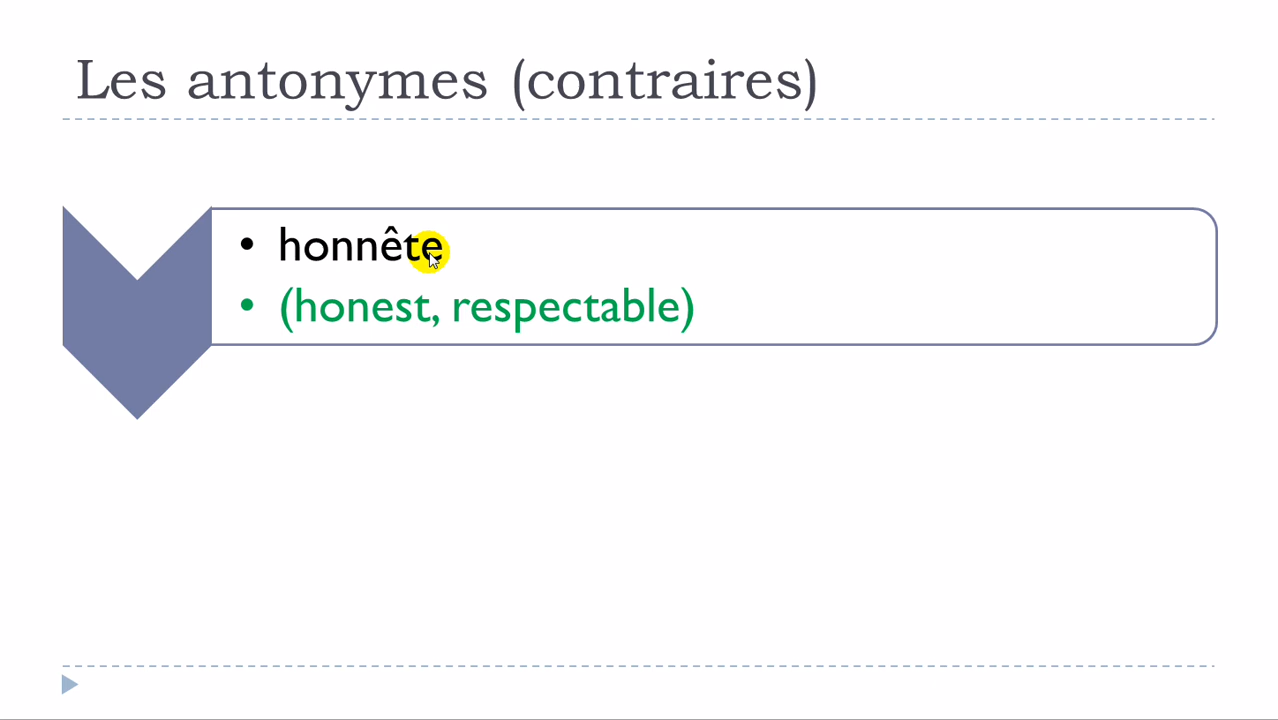 Les antonymes (contraires)
• honnête
• (honest, respectable)